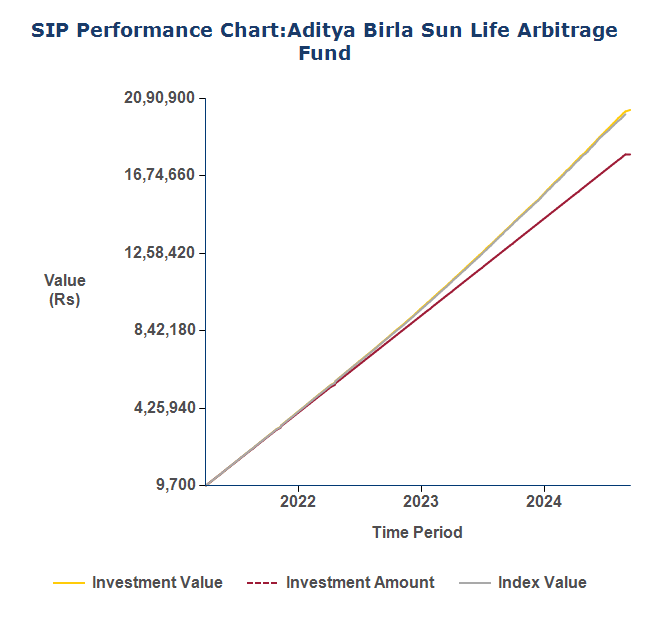 SIP Performance Chart:Aditya Birla Sun Life Arbitrage
Fund
20,90,900
16,74,660
12,58,420
Value
(Rs)
8,42,180
4,25,940
9,700
2022 2023 2024
Time Period
Investment Value Investment Amount Index Value